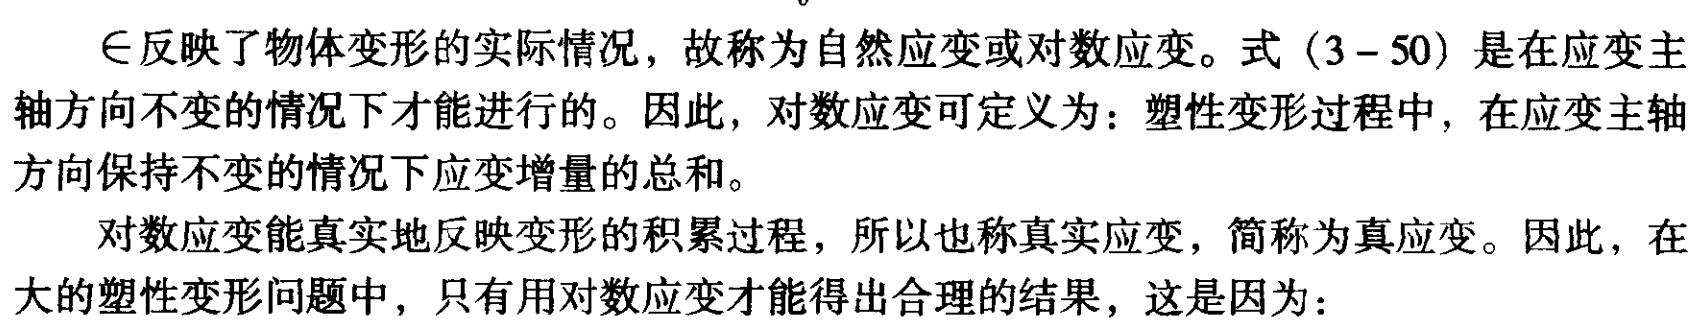 ∈反映了物体变形的实际情况，故称为自然应变或对数应变。式（3－50）是在应变主
轴方向不变的情况下才能进行的。因此，对数应变可定义为：塑性变形过程中，在应变主轴
方向保持不变的情况下应变增量的总和。
对数应变能真实地反映变形的积累过程，所以也称真实应变，简称为真应变。因此，在
大的塑性变形问题中，只有用对数应变才能得出合理的结果，这是因为：